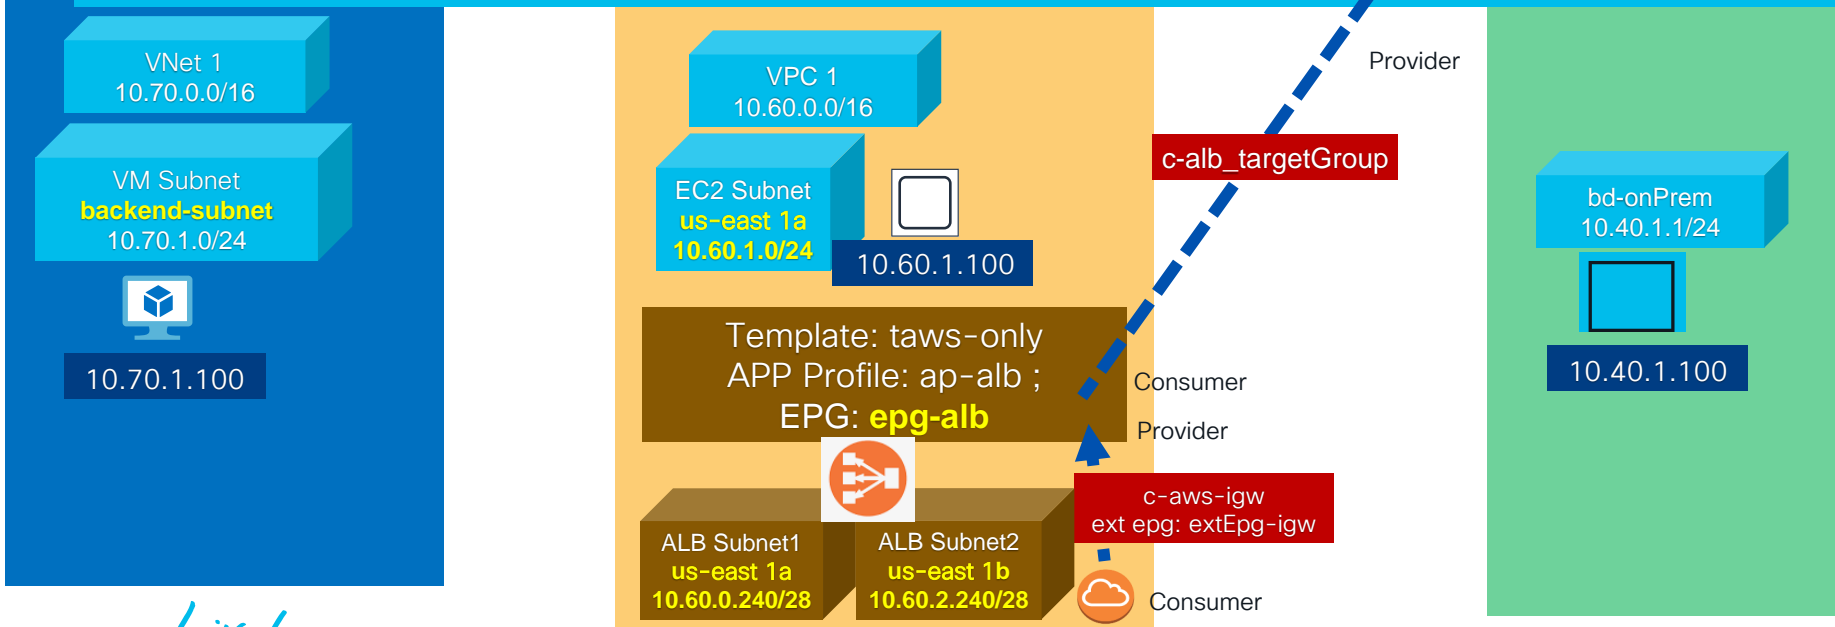 VNet 1
10.70.0.0/16
VM Subnet
backend-subnet
10.70.1.0/24
10.70.1.100
VPC 1
10.60.0.0/16
EC2 Subnet
us-east 1a
10.60.1.0/24
10.60.1.100
Template: taws-only
APP Profile: ap-alb ;
EPG: epg-alb
ALB Subnet1
us-east 1a
10.60.0.240/28
ALB Subnet2
us-east 1b
10.60.2.240/28
Provider
c-alb_targetGroup
Consumer
Provider
c-aws-igw
ext epg: extEpg-igw
Consumer
bd-onPrem
10.40.1.1/24
10.40.1.100